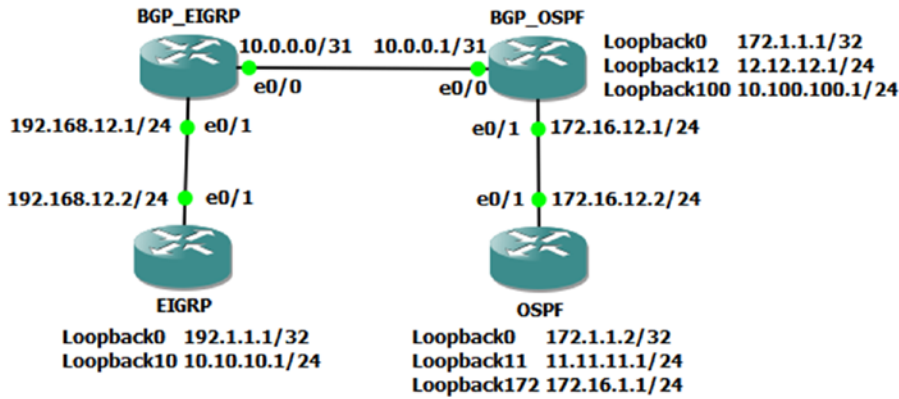 BGP_EIGRP
BGP_OSPF
10.0.0.0/31
10.0.0.1/31
e0/0
e0/0
Loopback0 172.1.1.1/32
Loopback12 12.12.12.1/24
Loopback100 10.100.100.1/24
192.168.12.1/24
e0/1
e0/1
172.16.12.1/24
192.168.12.2/24
e0/1
e0/1
172.16.12.2/24
EIGRP
OSPF
Loopback0 192.1.1.1/32
Loopback10 10.10.10.1/24
Loopback0 172.1.1.2/32
Loopback11 11.11.11.1/24
Loopback172 172.16.1.1/24